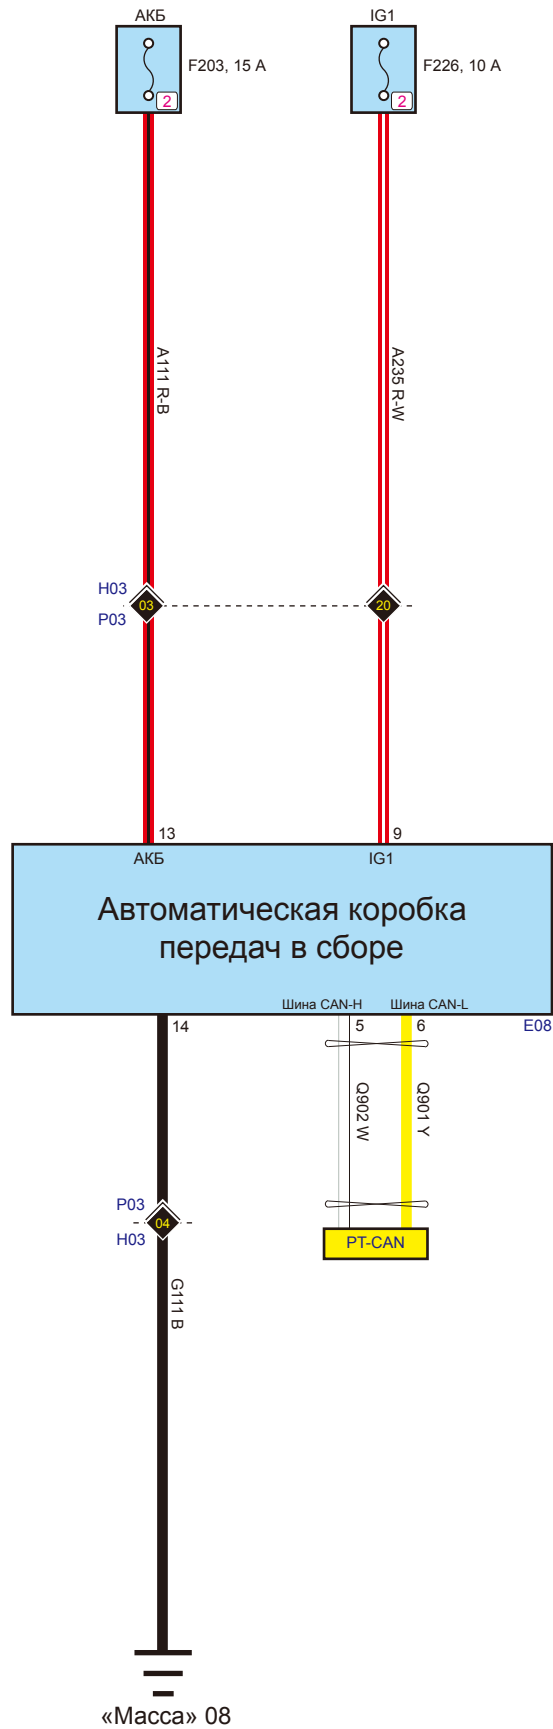 АКБ
IG1
F203, 15 А
F226, 10 А
2
2
A111 R-B
A235 R-W
H03
03
20
P03
13
9
АКБ
IG1
Автоматическая коробка
передач в сборе
Шина CAN-H
Шина CAN-L
14
5
6
E08
Q902 W
Q901 Y
P03
04
H03
PT-CAN
G111 B
«Масса» 08